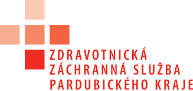 ZDRAVOTNICKÁ
ZÁCHRANNÁ SLUŽBA
PARDUBICKÉHO KRAJE